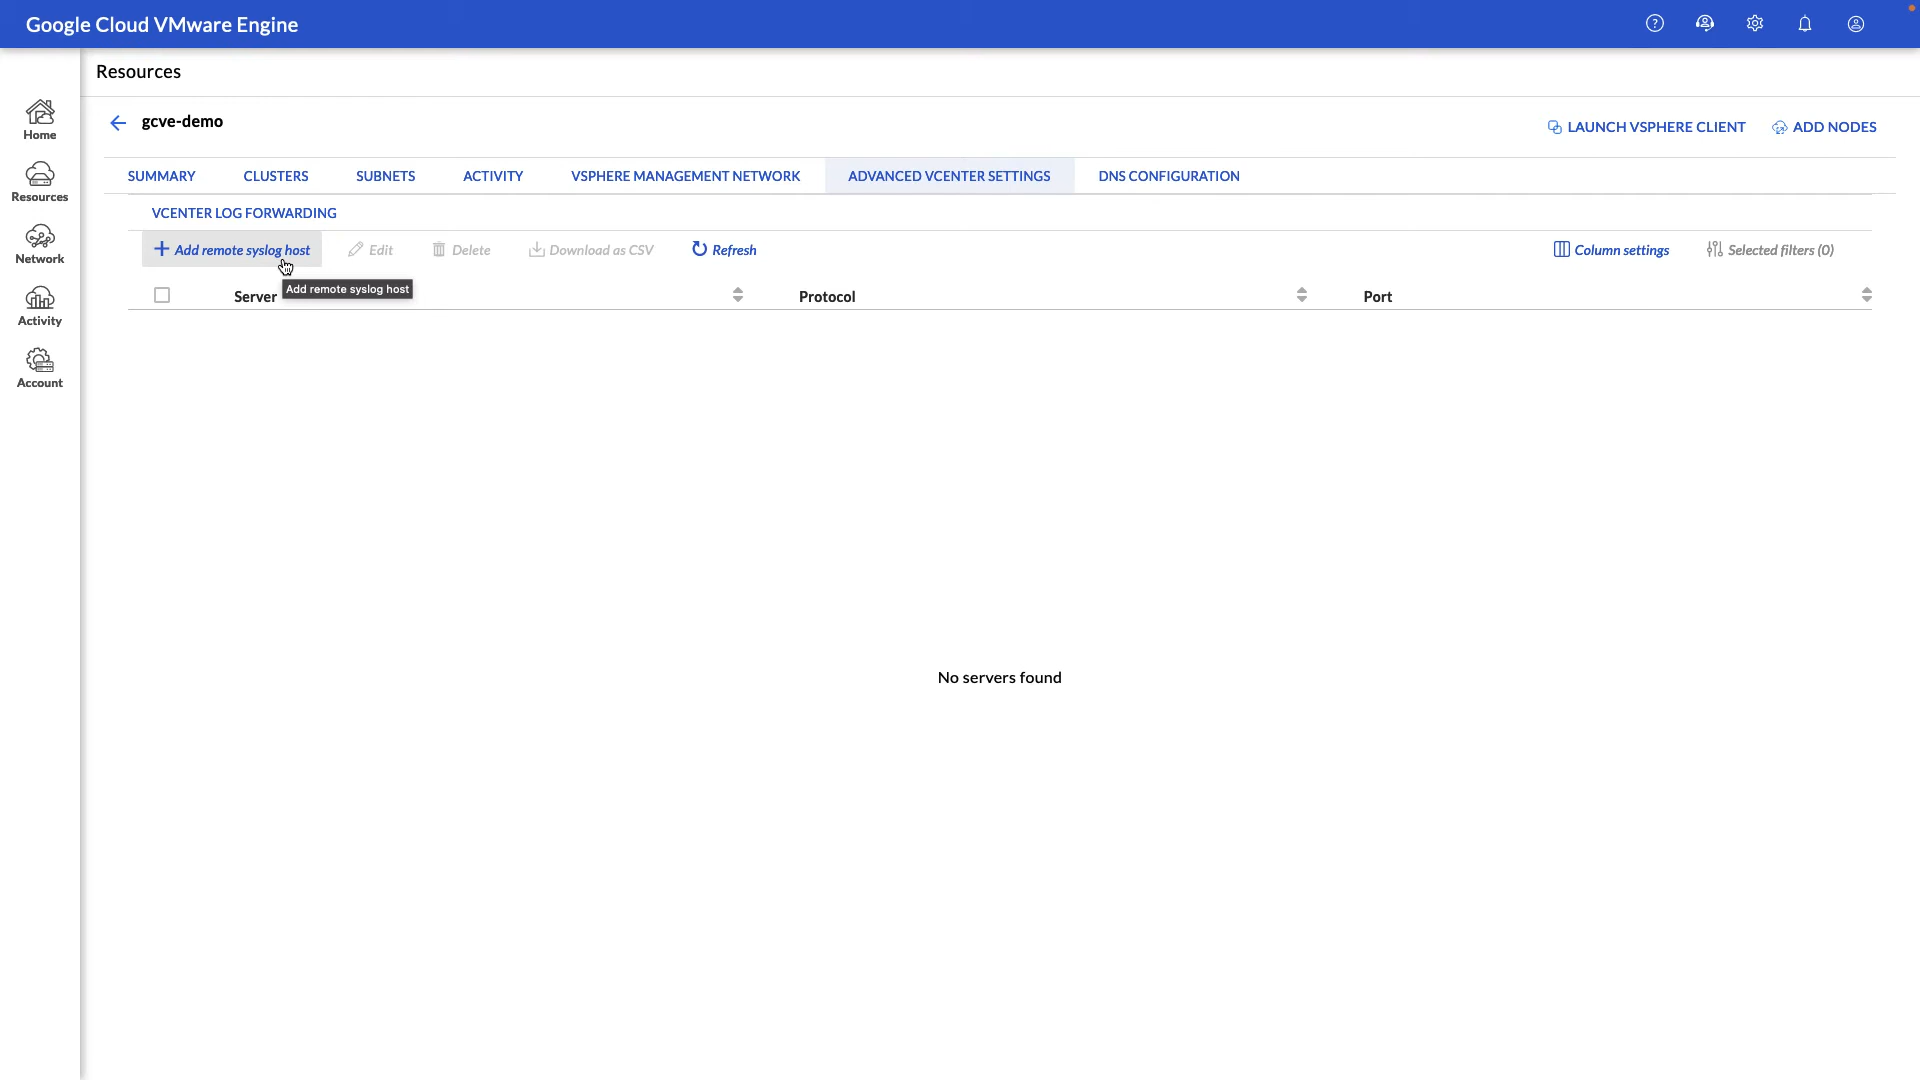 Google Cloud VMware Engine
Resources
Home
Resources
Network
Activity
Account
gcve-demo
LAUNCH VSPHERE CLIENT
ADD NODES
SUMMARY
CLUSTERS
SUBNETS
ACTIVITY
VSPHERE MANAGEMENT NETWORK
ADVANCED VCENTER SETTINGS
DNS CONFIGURATION
VCENTER LOG FORWARDING
Add remote syslog host
Edit
Delete
Download as CSV
Refresh
Column settings
Selected filters (0)
Add remote syslog host
Server
Protocol
Port
No servers found